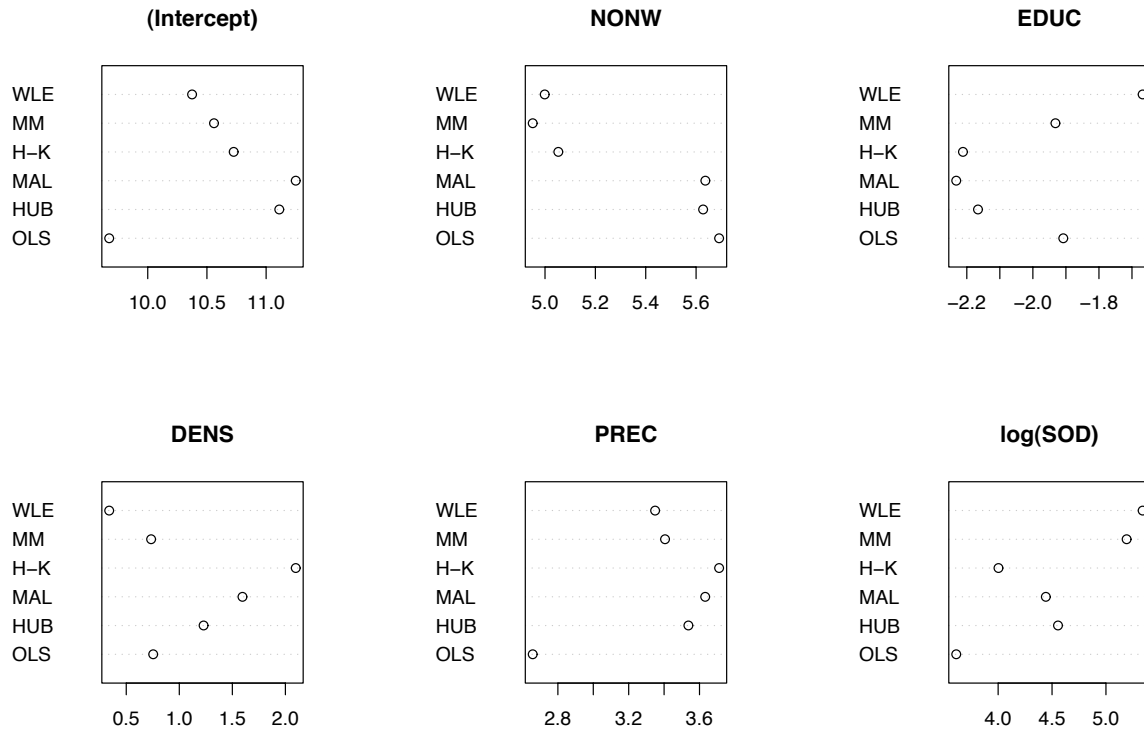 (Intercept)
WLE
MM
H−K
MAL
HUB
OLS
10.0 10.5 11.0
NONW
WLE
MM
H−K
MAL
HUB
OLS
5.0 5.2 5.4 5.6
EDUC
WLE
MM
H−K
MAL
HUB
OLS
−2.2 −2.0 −1.8
DENS
WLE
MM
H−K
MAL
HUB
OLS
0.5 1.0 1.5 2.0
PREC
WLE
MM
H−K
MAL
HUB
OLS
2.8 3.2 3.6
log(SOD)
WLE
MM
H−K
MAL
HUB
OLS
4.0 4.5 5.0